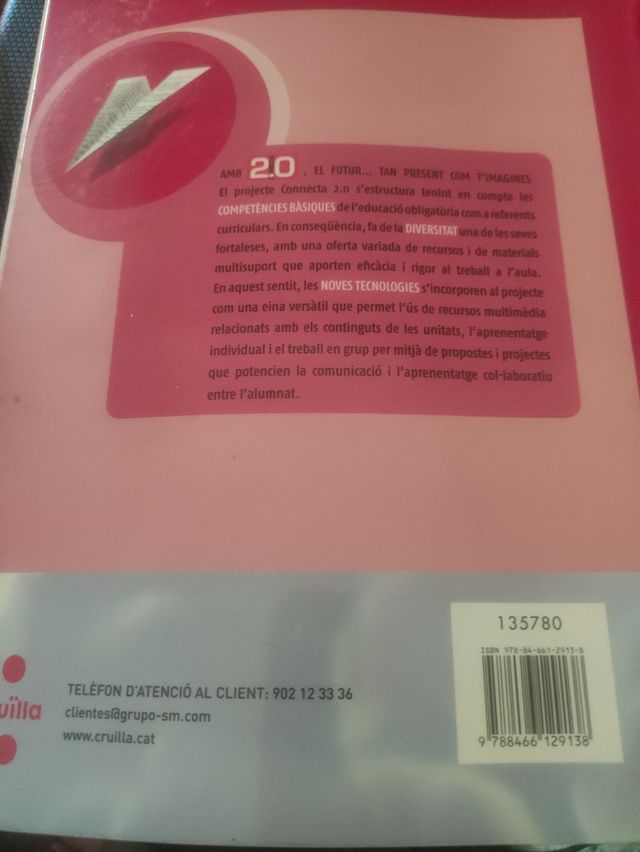 AMB 2.0, EL FUTUR... TAN PRESENT COM T'IMAGINES
El projecte Connecta 2.0 s'estructura tenint en compte les
COMPETÈNCIES BÀSIQUES de l'educació obligatòria com a referents
curriculars. En conseqüència, fa de la DIVERSITAT una de les seves
fortaleses, amb una oferta variada de recursos i de materials
multisuport que aporten eficàcia i rigor al treball a l'aula.
En aquest sentit, les NOVES TECNOLOGIES s'incorporen al projecte
com una eina versàtil que permet l'ús de recursos multimèdia
relacionats amb els continguts de les unitats, l'aprenentatge
individual i el treball en grup per mitjà de propostes i projectes
que potencien la comunicació i l'aprenentatge col·laboratiu
entre l'alumnat.
135780
ISBN 978-84-661-2913-8
9 788466 129138
uïlla
TELÈFON D'ATENCIÓ AL CLIENT: 902 12 33 36
clientes@grupo-sm.com
www.cruilla.cat